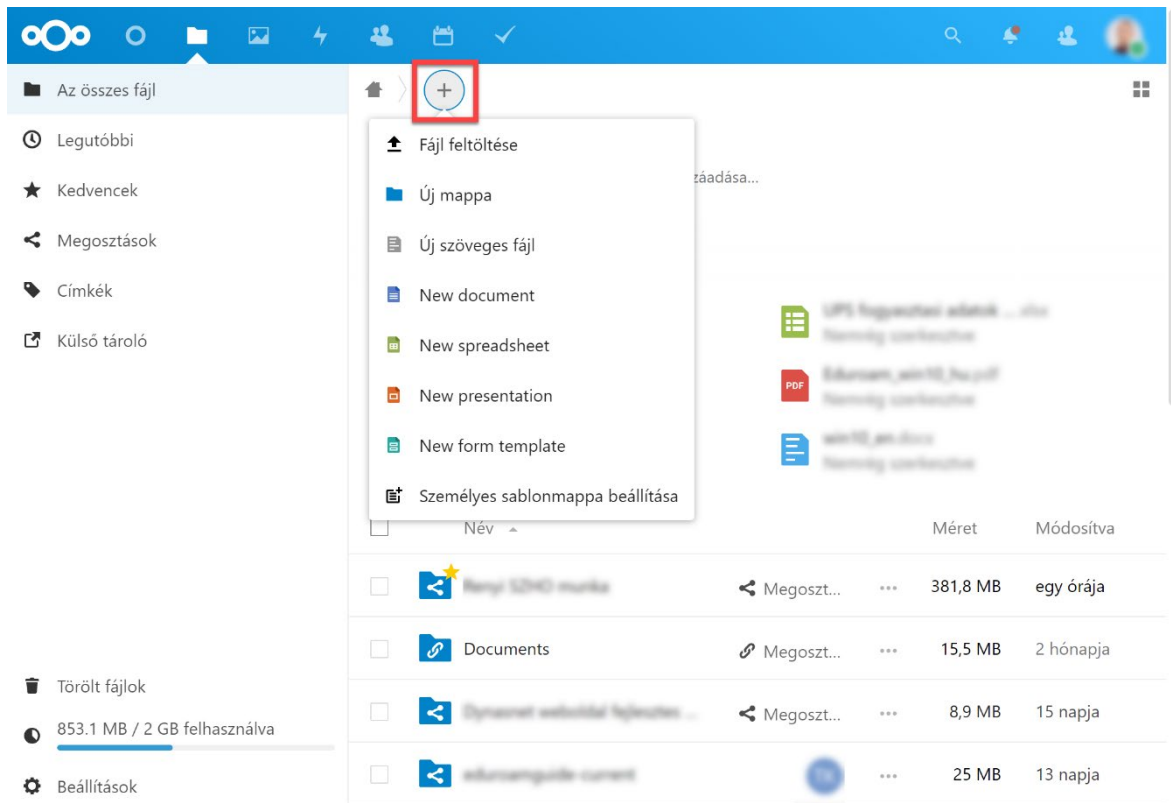 Az összes fájl
Legutóbbi
Kedvencek
Megosztások
Címkék
Külső tároló
Törölt fájlok
853.1 MB / 2 GB felhasználva
Beállítások
+
Fájl feltöltése
Új mappa
Új szöveges fájl
New document
New spreadsheet
New presentation
New form template
Személyes sablonmappa beállítása
záadása...
PDF
Név Méret Módosítva
Megoszt... 381,8 MB egy órája
Documents Megoszt... 15,5 MB 2 hónapja
Megoszt... 8,9 MB 15 napja
25 MB 13 napja